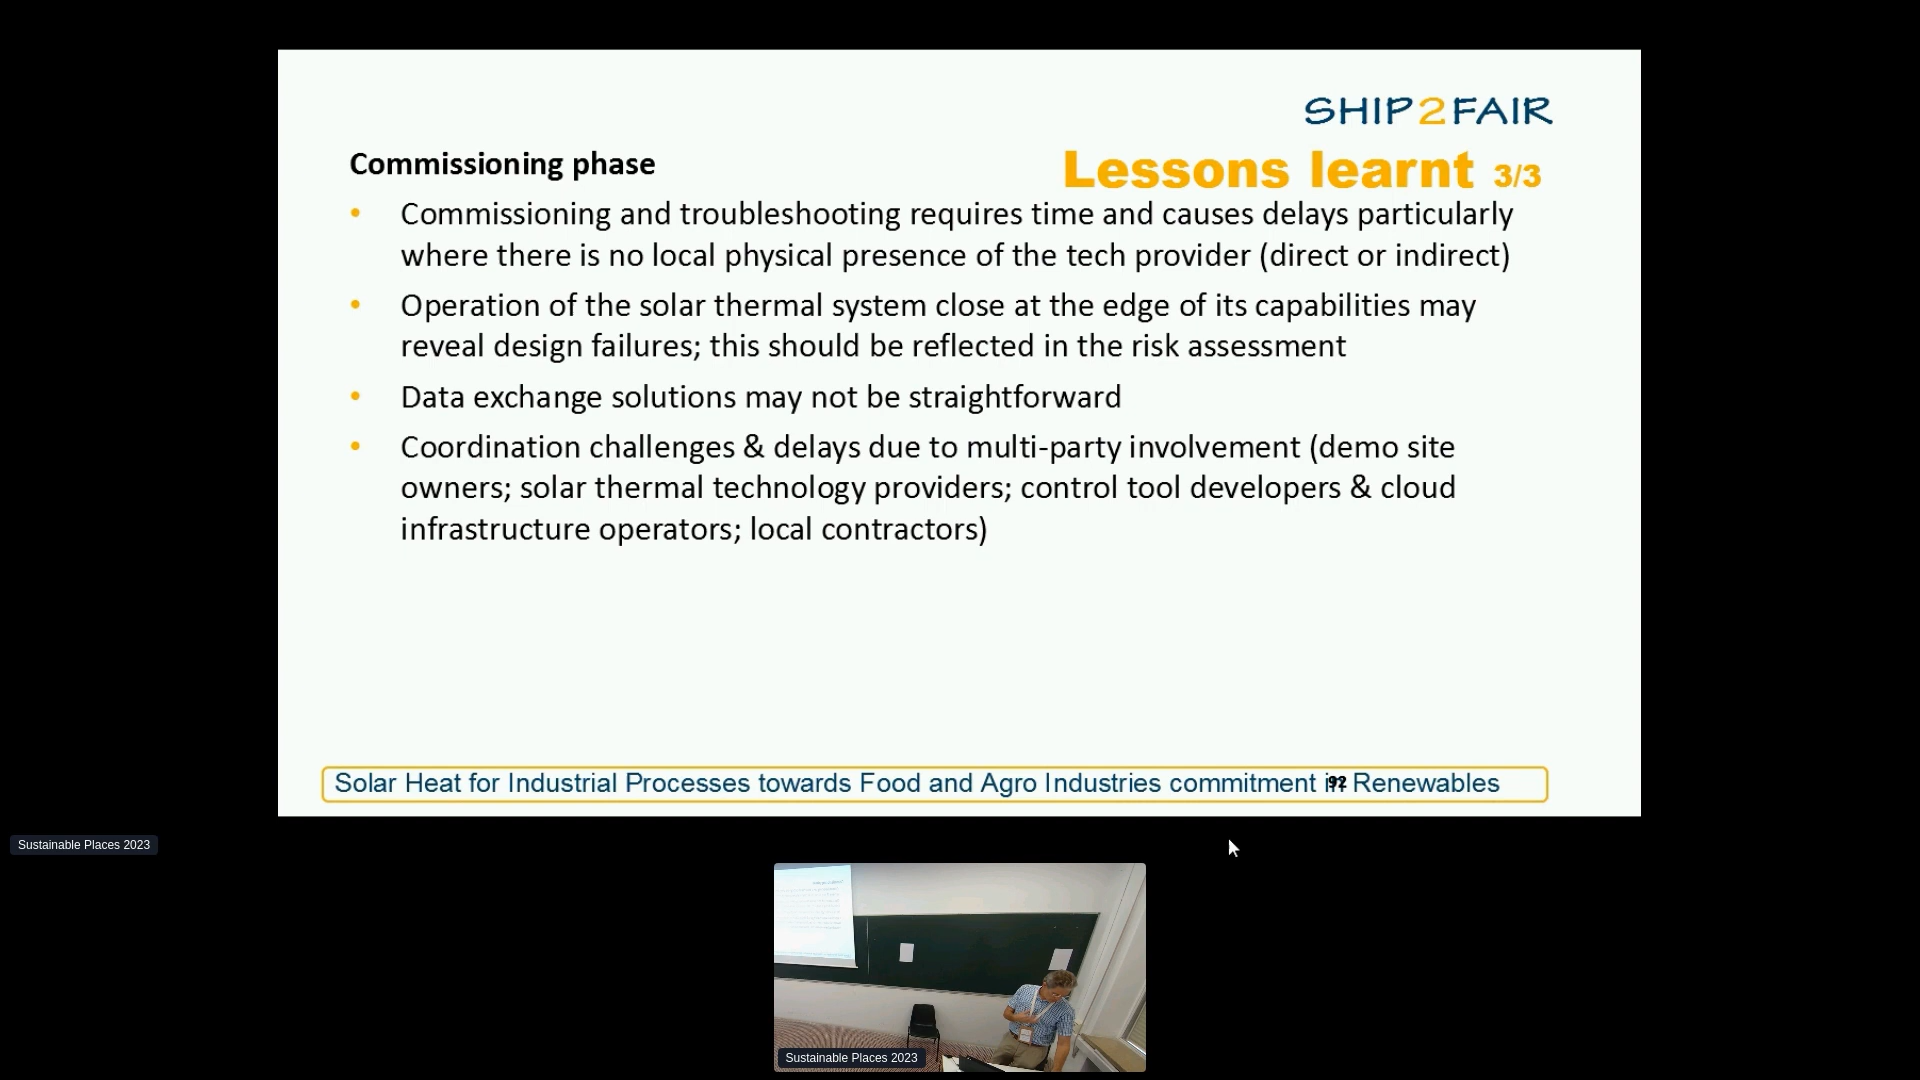 SHIP2FAIR
Lessons learnt 3/3
Commissioning phase
• Commissioning and troubleshooting requires time and causes delays particularly
where there is no local physical presence of the tech provider (direct or indirect)
• Operation of the solar thermal system close at the edge of its capabilities may
reveal design failures; this should be reflected in the risk assessment
• Data exchange solutions may not be straightforward
• Coordination challenges & delays due to multi-party involvement (demo site
owners; solar thermal technology providers; control tool developers & cloud
infrastructure operators; local contractors)
Solar Heat for Industrial Processes towards Food and Agro Industries commitment in Renewables
92
Sustainable Places 2023
Sustainable Places 2023